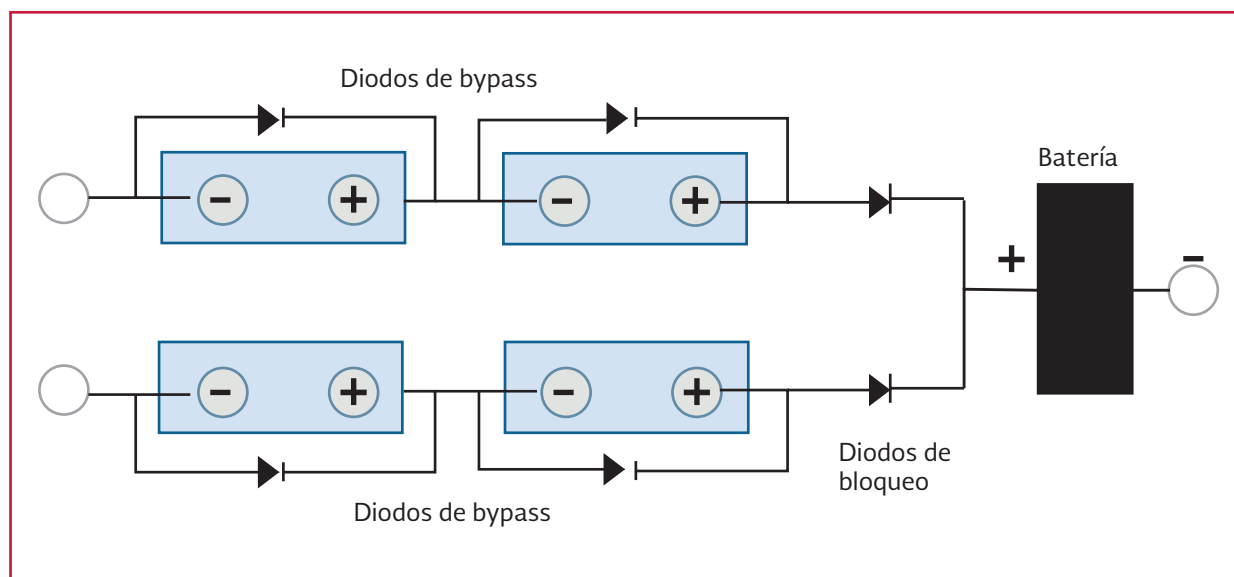 Diodos de bypass
Batería
- + - +
+ -
- + - +
Diodos de
bloqueo
Diodos de bypass